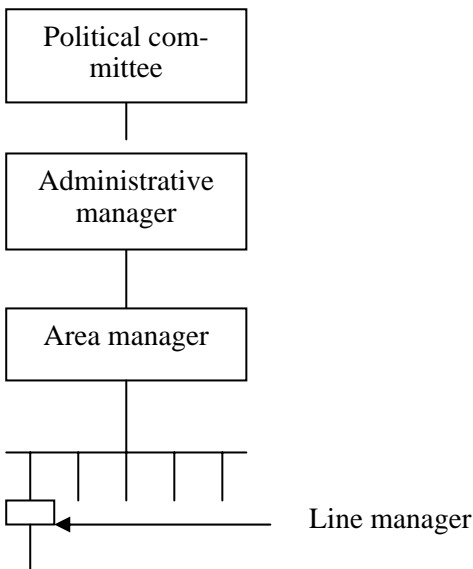 Political com-
mittee
Administrative
manager
Area manager
Line manager